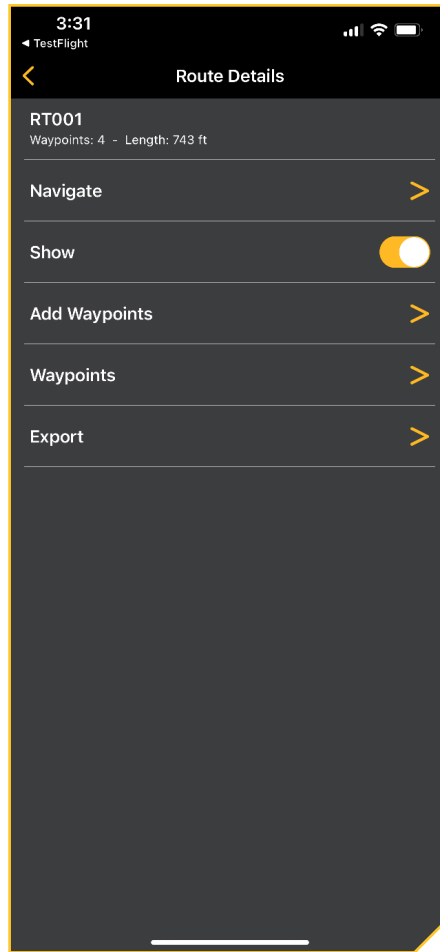 3:31
◀ TestFlight
Route Details
RT001
Waypoints: 4 - Length: 743 ft
Navigate
Show
Add Waypoints
Waypoints
Export